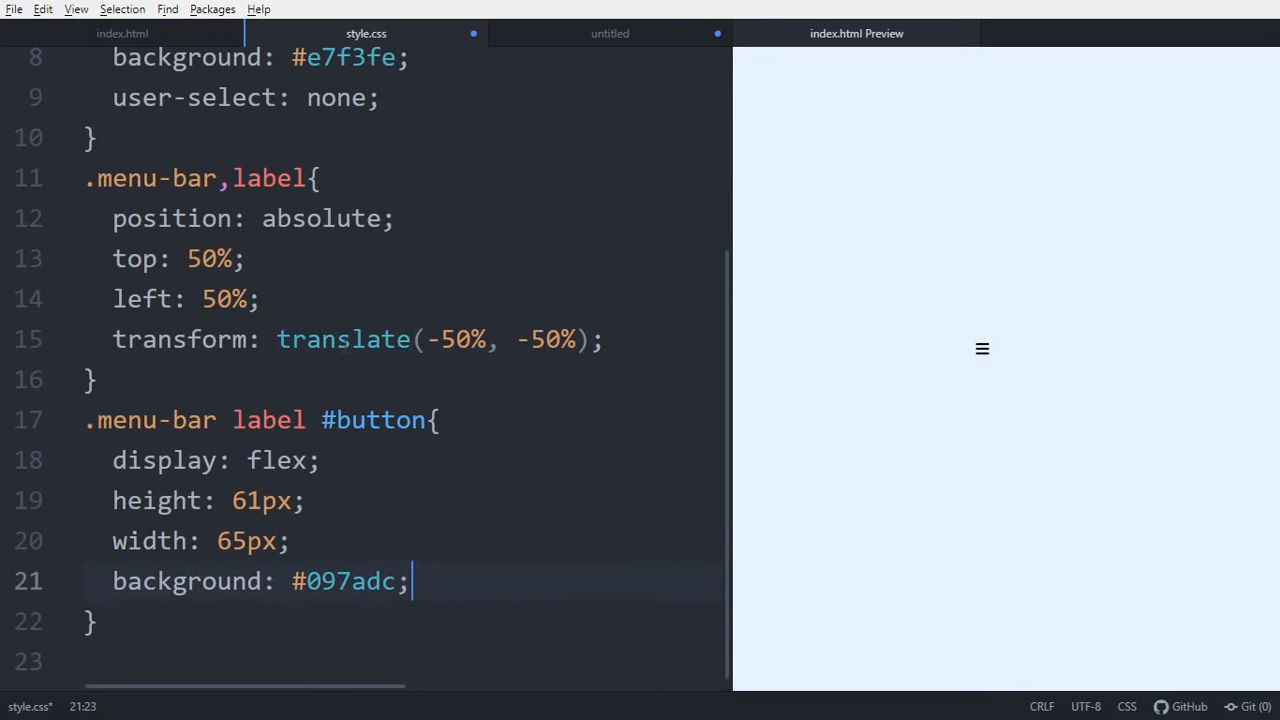 File Edit View Selection Find Packages Help
index.html style.css untitled index.html Preview
8 background: #e7f3fe;
9 user-select: none;
10 }
11 .menu-bar,label{
12 position: absolute;
13 top: 50%;
14 left: 50%;
15 transform: translate(-50%, -50%);
16 }
17 .menu-bar label #button{
18 display: flex;
19 height: 61px;
20 width: 65px;
21 background: #097adc;
22 }
23
style.css* 21:23 CRLF UTF-8 CSS GitHub Git (0)